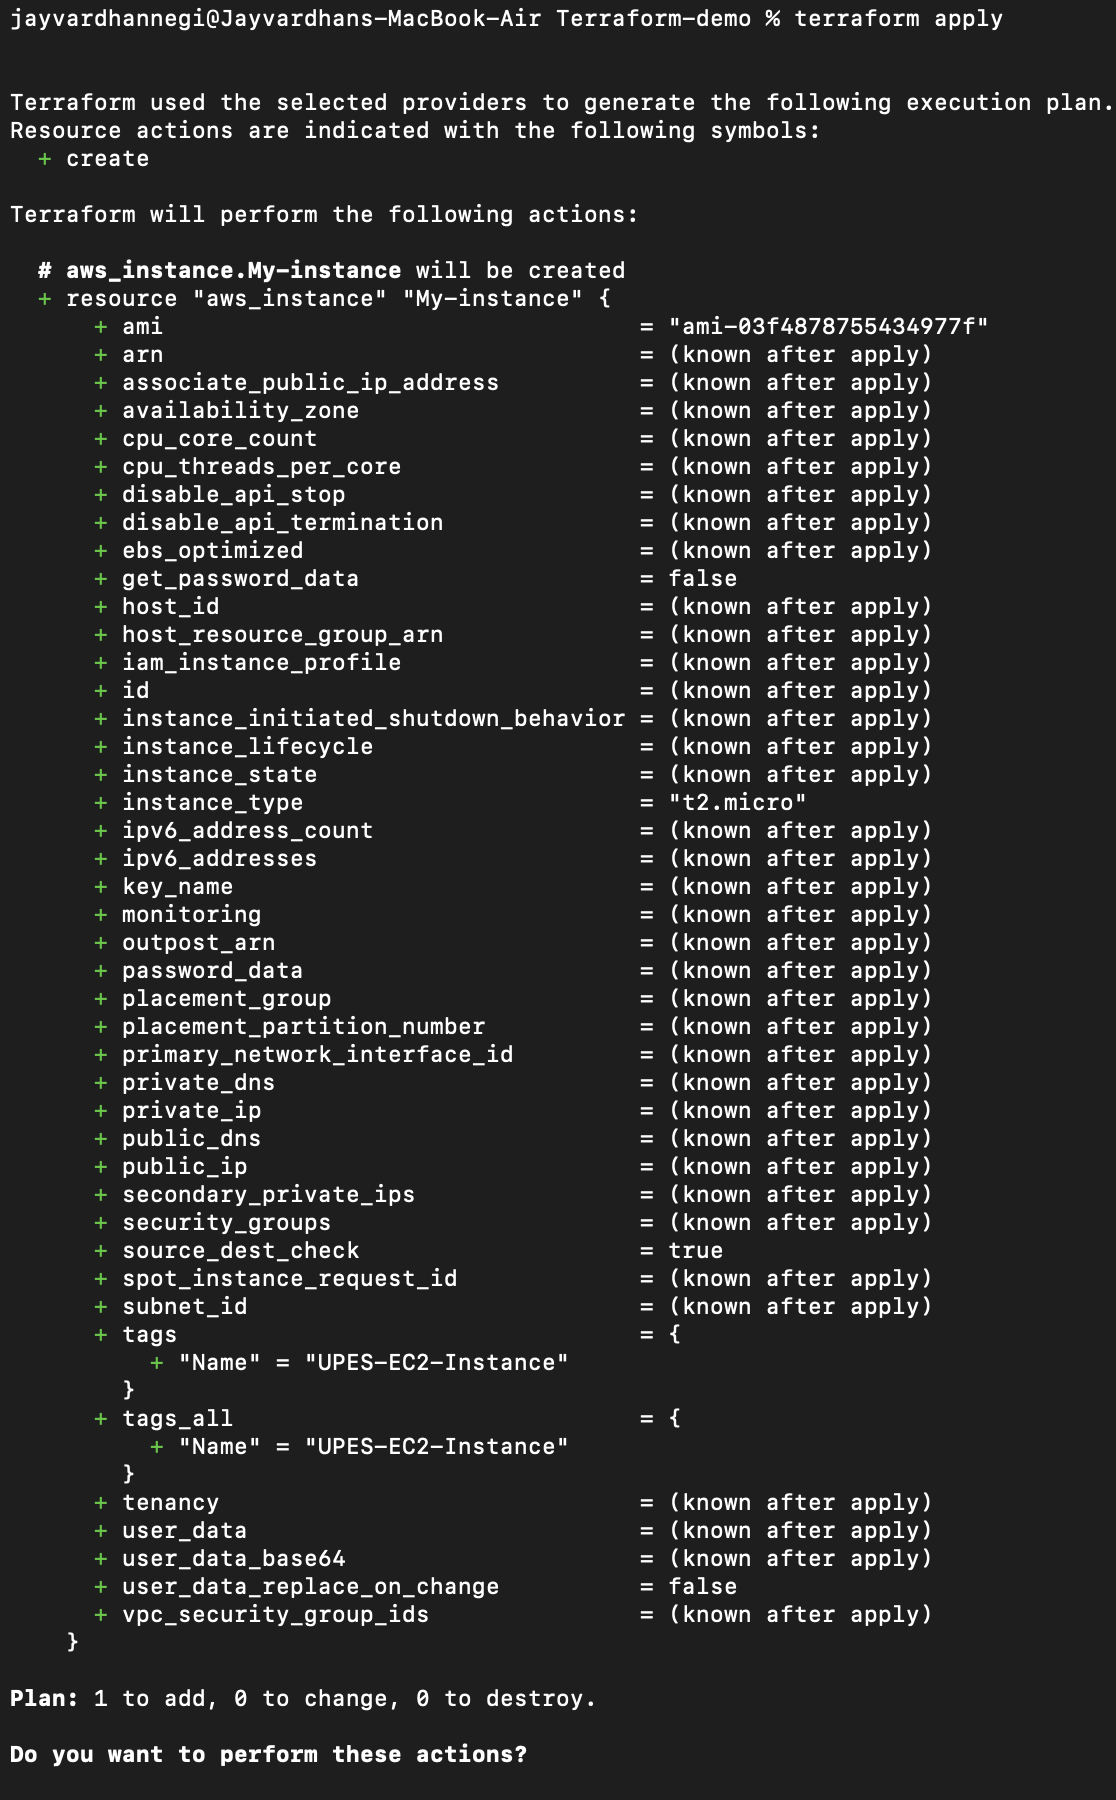 jayvardhannegi@Jayvardhans-MacBook-Air Terraform-demo % terraform apply
Terraform used the selected providers to generate the following execution plan.
Resource actions are indicated with the following symbols:
+ create
Terraform will perform the following actions:
# aws_instance.My-instance will be created
+ resource "aws_instance" "My-instance" {
+ ami = "ami-03f4878755434977f"
+ arn = (known after apply)
+ associate_public_ip_address = (known after apply)
+ availability_zone = (known after apply)
+ cpu_core_count = (known after apply)
+ cpu_threads_per_core = (known after apply)
+ disable_api_stop = (known after apply)
+ disable_api_termination = (known after apply)
+ ebs_optimized = (known after apply)
+ get_password_data = false
+ host_id = (known after apply)
+ host_resource_group_arn = (known after apply)
+ iam_instance_profile = (known after apply)
+ id = (known after apply)
+ instance_initiated_shutdown_behavior = (known after apply)
+ instance_lifecycle = (known after apply)
+ instance_state = (known after apply)
+ instance_type = "t2.micro"
+ ipv6_address_count = (known after apply)
+ ipv6_addresses = (known after apply)
+ key_name = (known after apply)
+ monitoring = (known after apply)
+ outpost_arn = (known after apply)
+ password_data = (known after apply)
+ placement_group = (known after apply)
+ placement_partition_number = (known after apply)
+ primary_network_interface_id = (known after apply)
+ private_dns = (known after apply)
+ private_ip = (known after apply)
+ public_dns = (known after apply)
+ public_ip = (known after apply)
+ secondary_private_ips = (known after apply)
+ security_groups = (known after apply)
+ source_dest_check = true
+ spot_instance_request_id = (known after apply)
+ subnet_id = (known after apply)
+ tags = {
+ "Name" = "UPES-EC2-Instance"
}
+ tags_all = {
+ "Name" = "UPES-EC2-Instance"
}
+ tenancy = (known after apply)
+ user_data = (known after apply)
+ user_data_base64 = (known after apply)
+ user_data_replace_on_change = false
+ vpc_security_group_ids = (known after apply)
}
Plan: 1 to add, 0 to change, 0 to destroy.
Do you want to perform these actions?